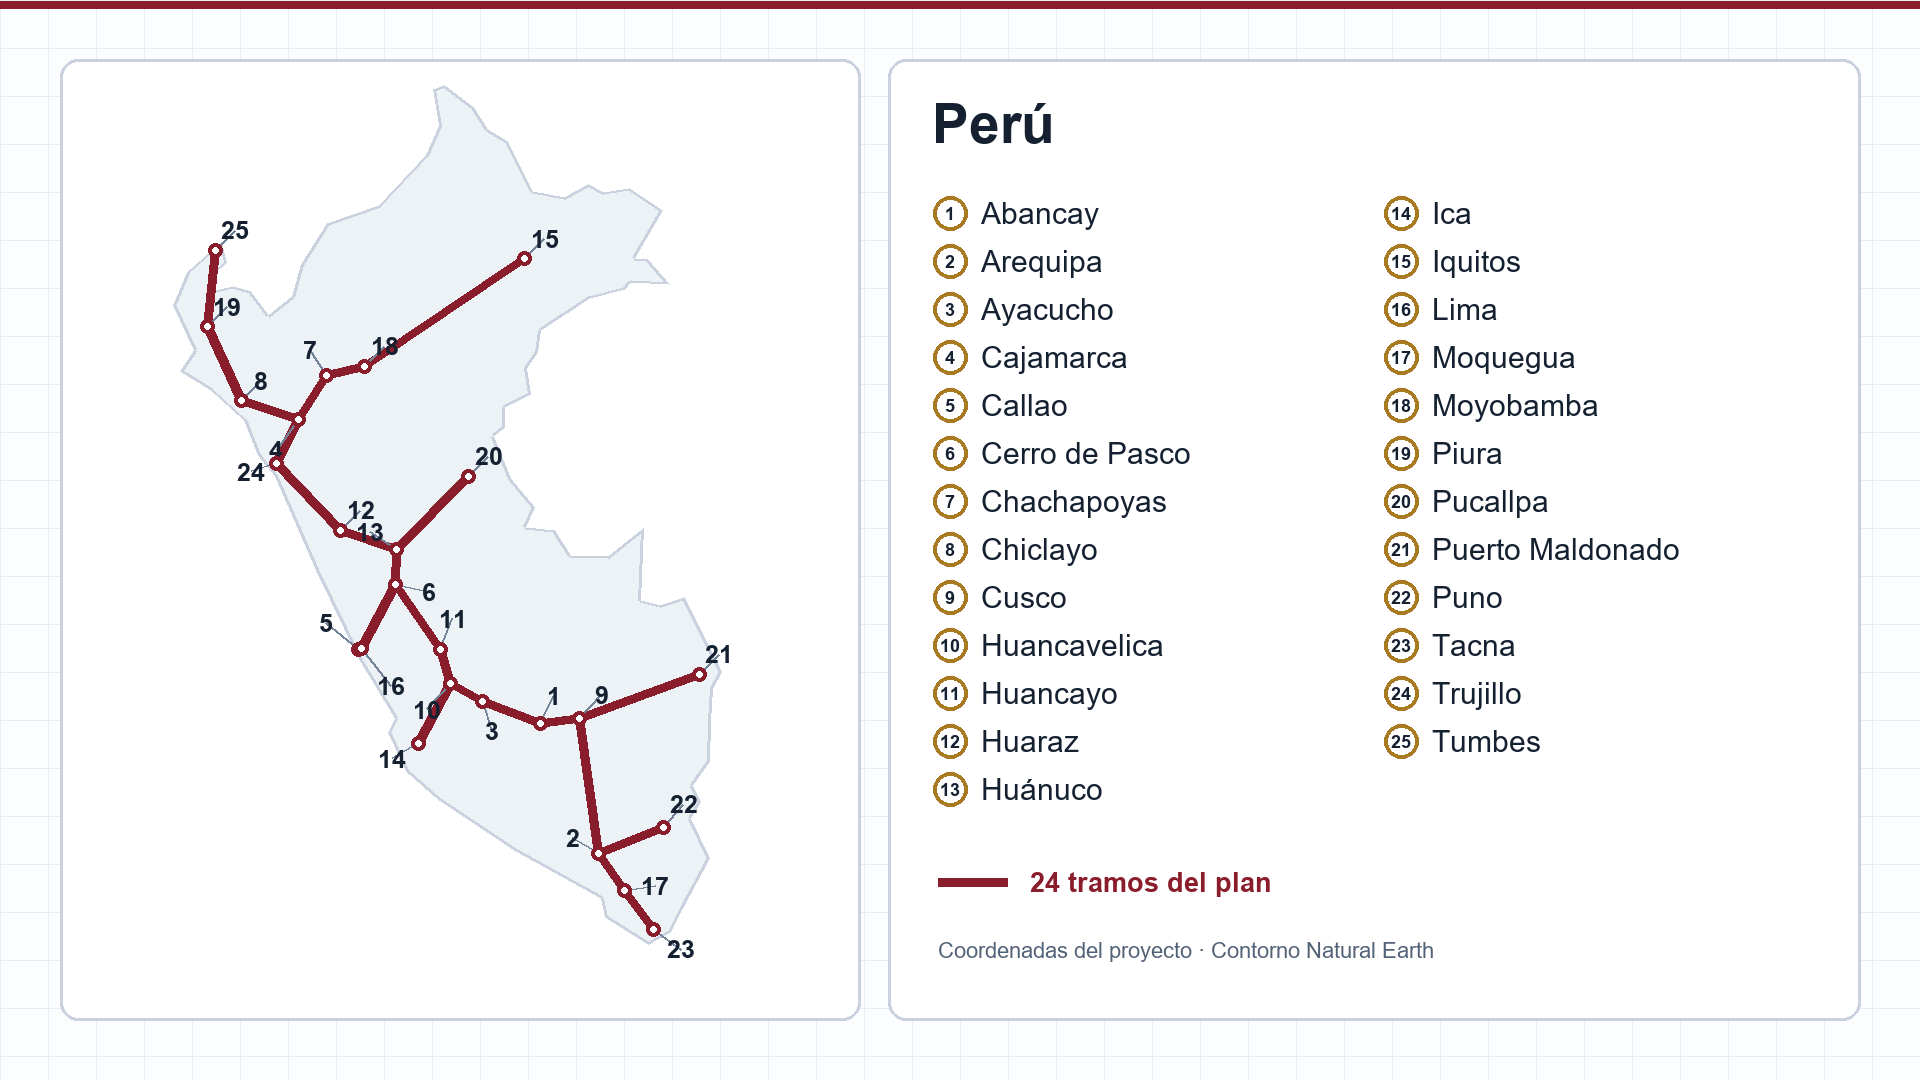 25
15
19
7
18
8
4
24
20
12
13
6
11
5
21
16
1
9
10
3
14
22
2
17
23
Perú
1 Abancay
2 Arequipa
3 Ayacucho
4 Cajamarca
5 Callao
6 Cerro de Pasco
7 Chachapoyas
8 Chiclayo
9 Cusco
10 Huancavelica
11 Huancayo
12 Huaraz
13 Huánuco
14 Ica
15 Iquitos
16 Lima
17 Moquegua
18 Moyobamba
19 Piura
20 Pucallpa
21 Puerto Maldonado
22 Puno
23 Tacna
24 Trujillo
25 Tumbes
24 tramos del plan
Coordenadas del proyecto · Contorno Natural Earth